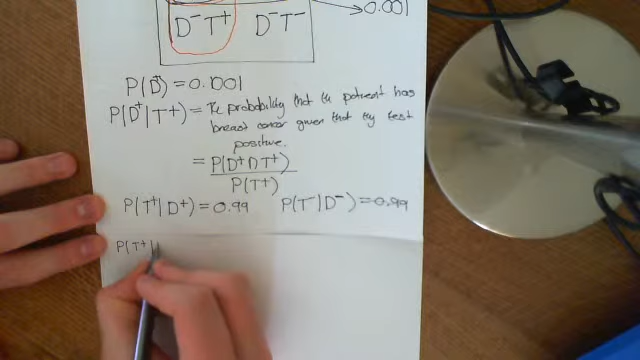 →0.001
D⁻T⁺ D⁻T⁻
P(D⁺) = 0.001
P(D⁺|T⁺) = The probability that the patient has
breast cancer given that they test
positive.
= P(D⁺∩T⁺)
P(T⁺)
P(T⁺|D⁺) = 0.99 P(T⁻|D⁻) = 0.99
P(T⁺|